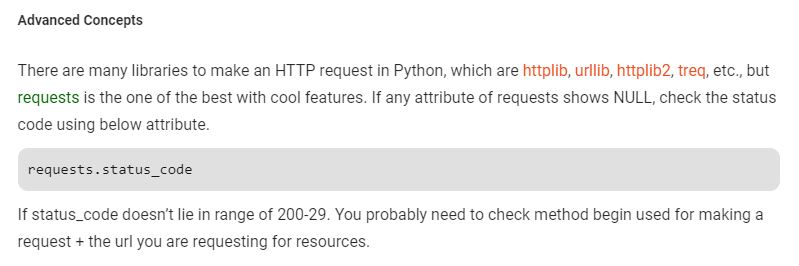 Advanced Concepts
There are many libraries to make an HTTP request in Python, which are httplib, urllib, httplib2, treq, etc., but
requests is the one of the best with cool features. If any attribute of requests shows NULL, check the status
code using below attribute.
requests.status_code
If status_code doesn’t lie in range of 200-29. You probably need to check method begin used for making a
request + the url you are requesting for resources.